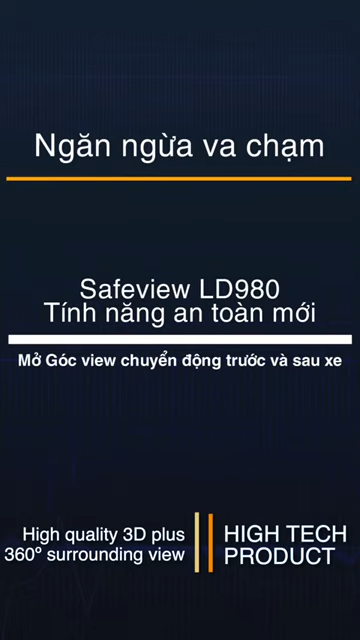 Ngăn ngừa va chạm
Safeview LD980
Tính năng an toàn mới
Mở Góc view chuyển động trước và sau xe
High quality 3D plus
360º surrounding view
HIGH TECH
PRODUCT